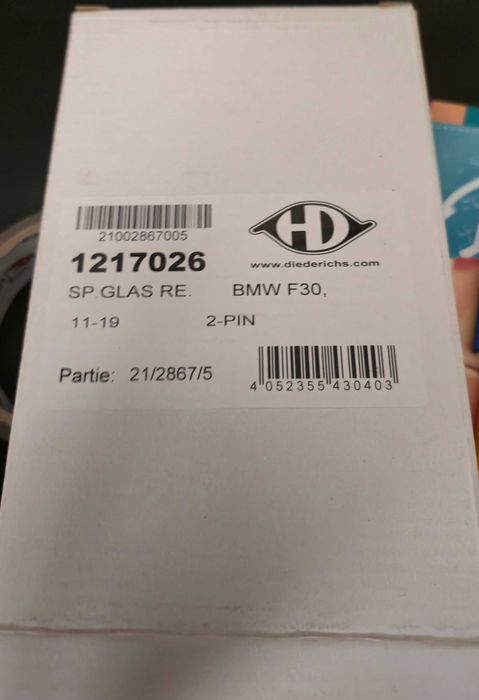 21002867005
HD
1217026
www.diederichs.com
SP.GLAS RE. BMW F30,
11-19 2-PIN
Partie: 21/2867/5
4 052355 430403